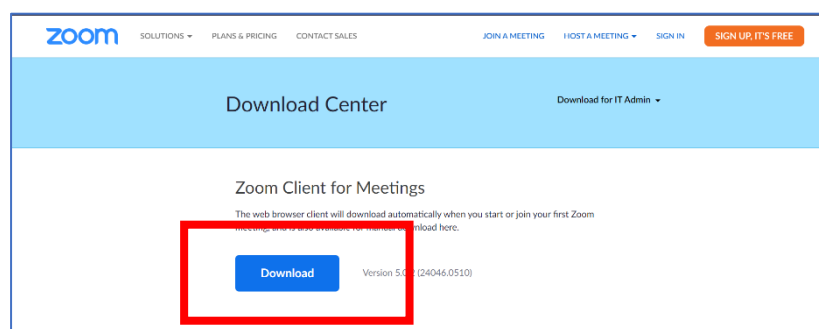 zoom SOLUTIONS PLANS & PRICING CONTACT SALES JOIN A MEETING HOST A MEETING SIGN IN SIGN UP, IT'S FREE
Download Center Download for IT Admin
Zoom Client for Meetings
The web browser client will download automatically when you start or join your first Zoom
meeting, and is also available for manual download here.
Download Version (24046.0510)